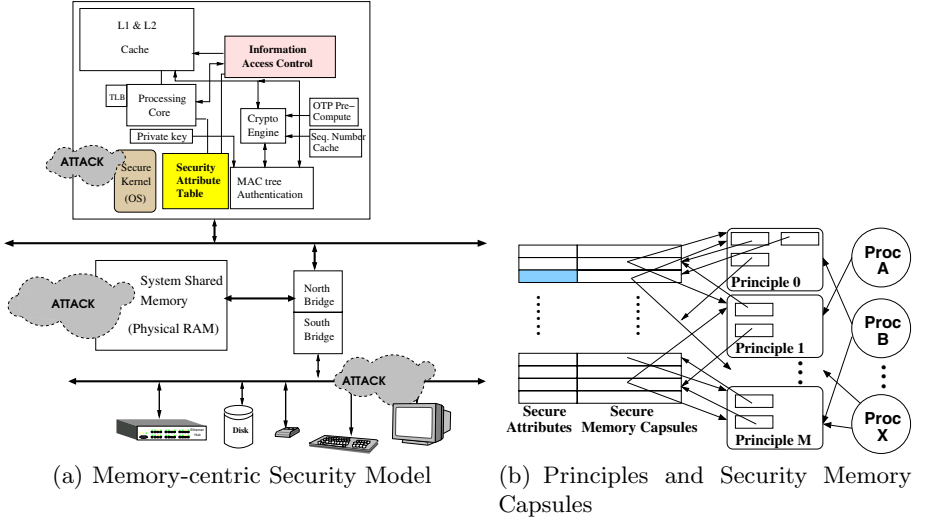 L1 & L2
Cache
Information
Access Control
TLB
Processing
Core
OTP Pre-
Compute
Crypto
Engine
Seq. Number
Cache
Private key
ATTACK
Secure
Kernel
(OS)
Security
Attribute
Table
MAC tree
Authentication
System Shared
Memory
(Physical RAM)
ATTACK
North
Bridge
South
Bridge
ATTACK
Disk
(a) Memory-centric Security Model
Principle 0
Principle 1
Principle M
Proc
A
Proc
B
Proc
X
Secure
Attributes
Secure
Memory Capsules
(b) Principles and Security Memory
Capsules